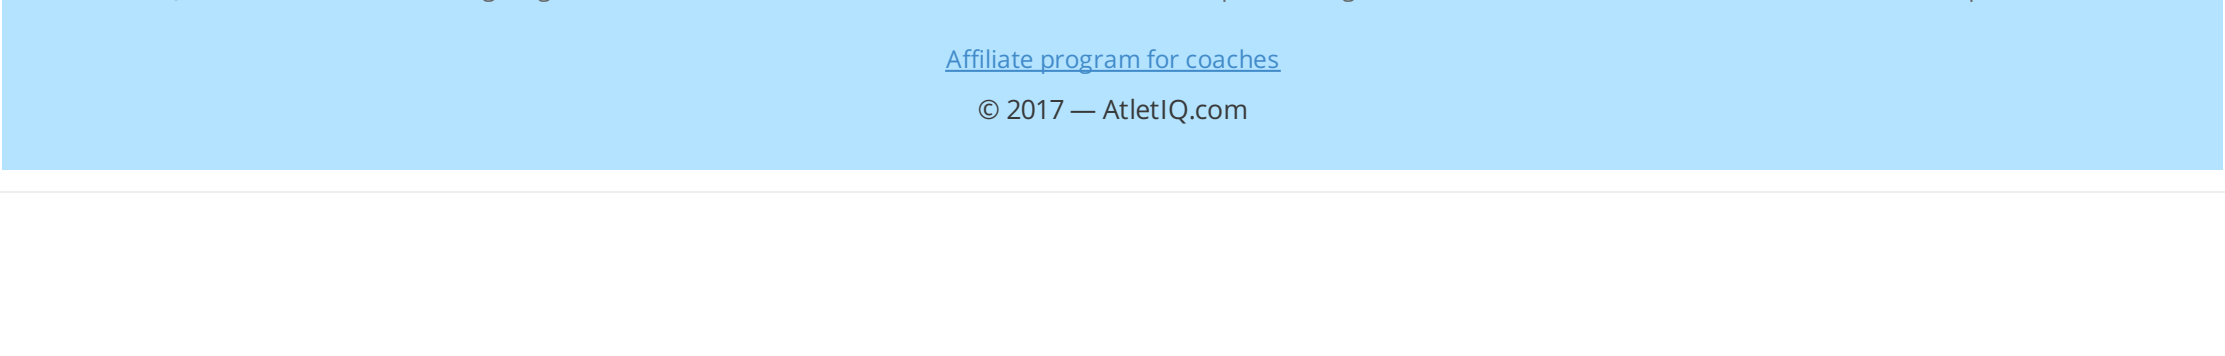 Affiliate program for coaches
© 2017 — AtletIQ.com